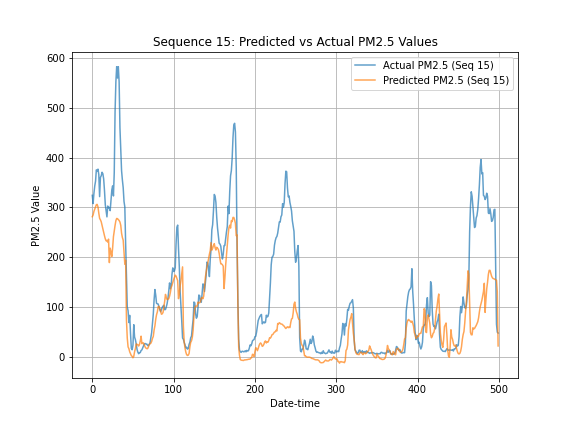 Sequence 15: Predicted vs Actual PM2.5 Values
Actual PM2.5 (Seq 15)
Predicted PM2.5 (Seq 15)
PM2.5 Value
600
500
400
300
200
100
0
0 100 200 300 400 500
Date-time